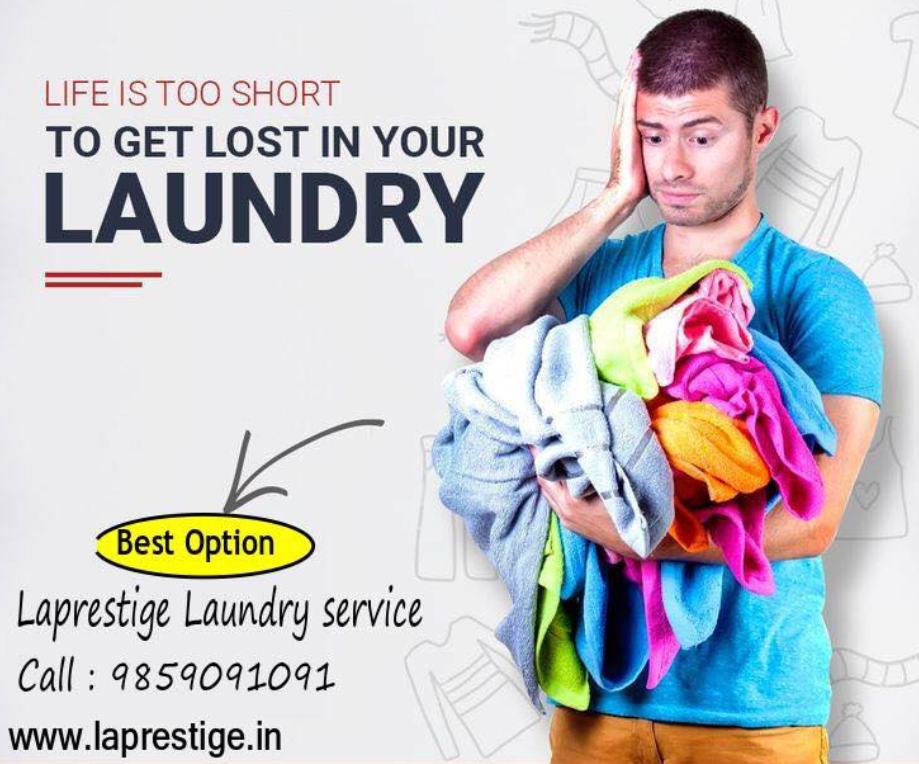 LIFE IS TOO SHORT
TO GET LOST IN YOUR
LAUNDRY
Best Option
Laprestige Laundry service
Call : 9859091091
www.laprestige.in